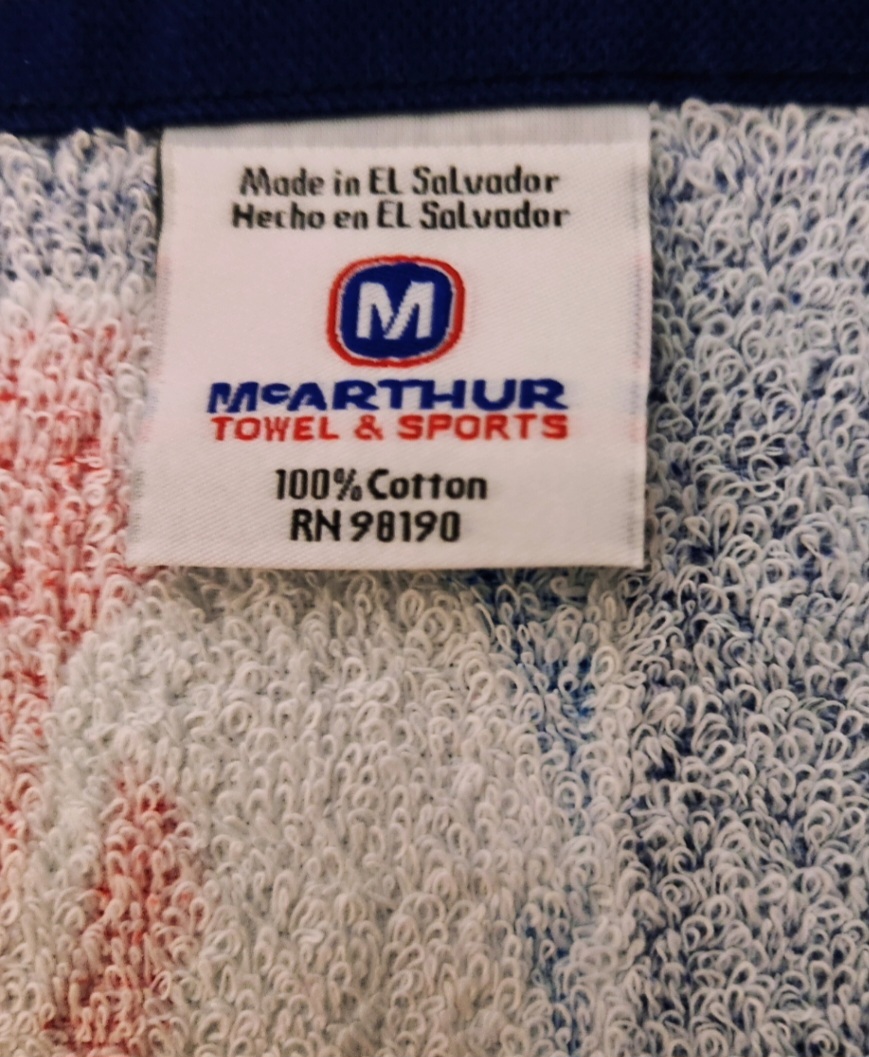 Made in EL Salvador
Hecho en EL Salvador
M
McARTHUR
TOWEL & SPORTS
100% Cotton
RN 98190